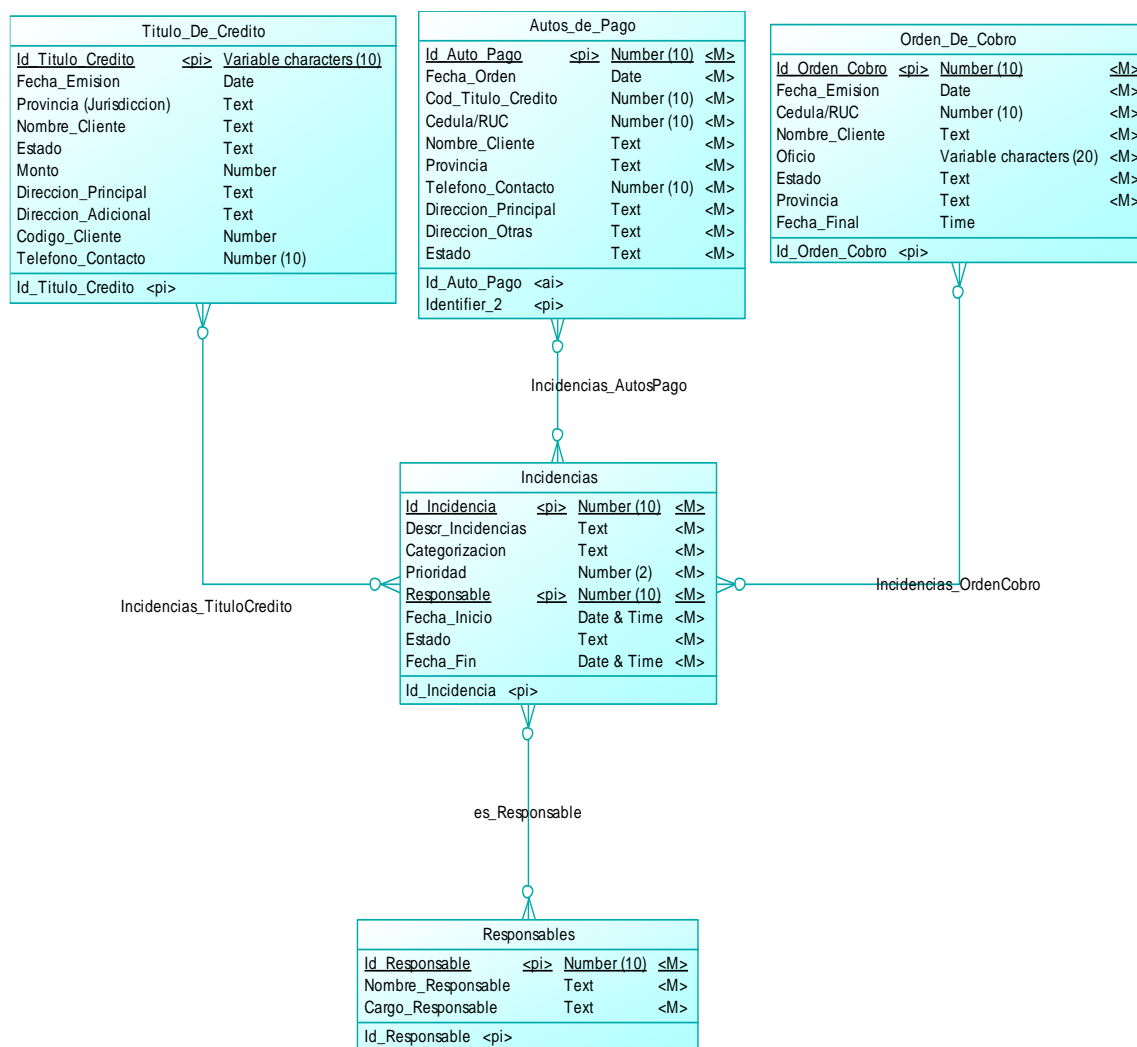 Titulo_De_Credito
Id_Titulo_Credito <pi> Variable characters (10)
Fecha_Emision Date
Provincia (Jurisdiccion) Text
Nombre_Cliente Text
Estado Text
Monto Number
Direccion_Principal Text
Direccion_Adicional Text
Codigo_Cliente Number
Telefono_Contacto Number (10)
Id_Titulo_Credito <pi>
Autos_de_Pago
Id_Auto_Pago <pi> Number (10) <M>
Fecha_Orden Date <M>
Cod_Titulo_Credito Number (10) <M>
Cedula/RUC Number (10) <M>
Nombre_Cliente Text <M>
Provincia Text <M>
Telefono_Contacto Number (10) <M>
Direccion_Principal Text <M>
Direccion_Otras Text <M>
Estado Text <M>
Id_Auto_Pago <ai>
Identifier_2 <pi>
Orden_De_Cobro
Id_Orden_Cobro <pi> Number (10) <M>
Fecha_Emision Date <M>
Cedula/RUC Number (10) <M>
Nombre_Cliente Text <M>
Oficio Variable characters (20) <M>
Estado Text <M>
Provincia Text <M>
Fecha_Final Time
Id_Orden_Cobro <pi>
Incidencias_AutosPago
Incidencias
Id_Incidencia <pi> Number (10) <M>
Descr_Incidencias Text <M>
Categorizacion Text <M>
Prioridad Number (2) <M>
Responsable <pi> Number (10) <M>
Fecha_Inicio Date & Time <M>
Estado Text <M>
Fecha_Fin Date & Time <M>
Id_Incidencia <pi>
Incidencias_TituloCredito
Incidencias_OrdenCobro
es_Responsable
Responsables
Id_Responsable <pi> Number (10) <M>
Nombre_Responsable Text <M>
Cargo_Responsable Text <M>
Id_Responsable <pi>